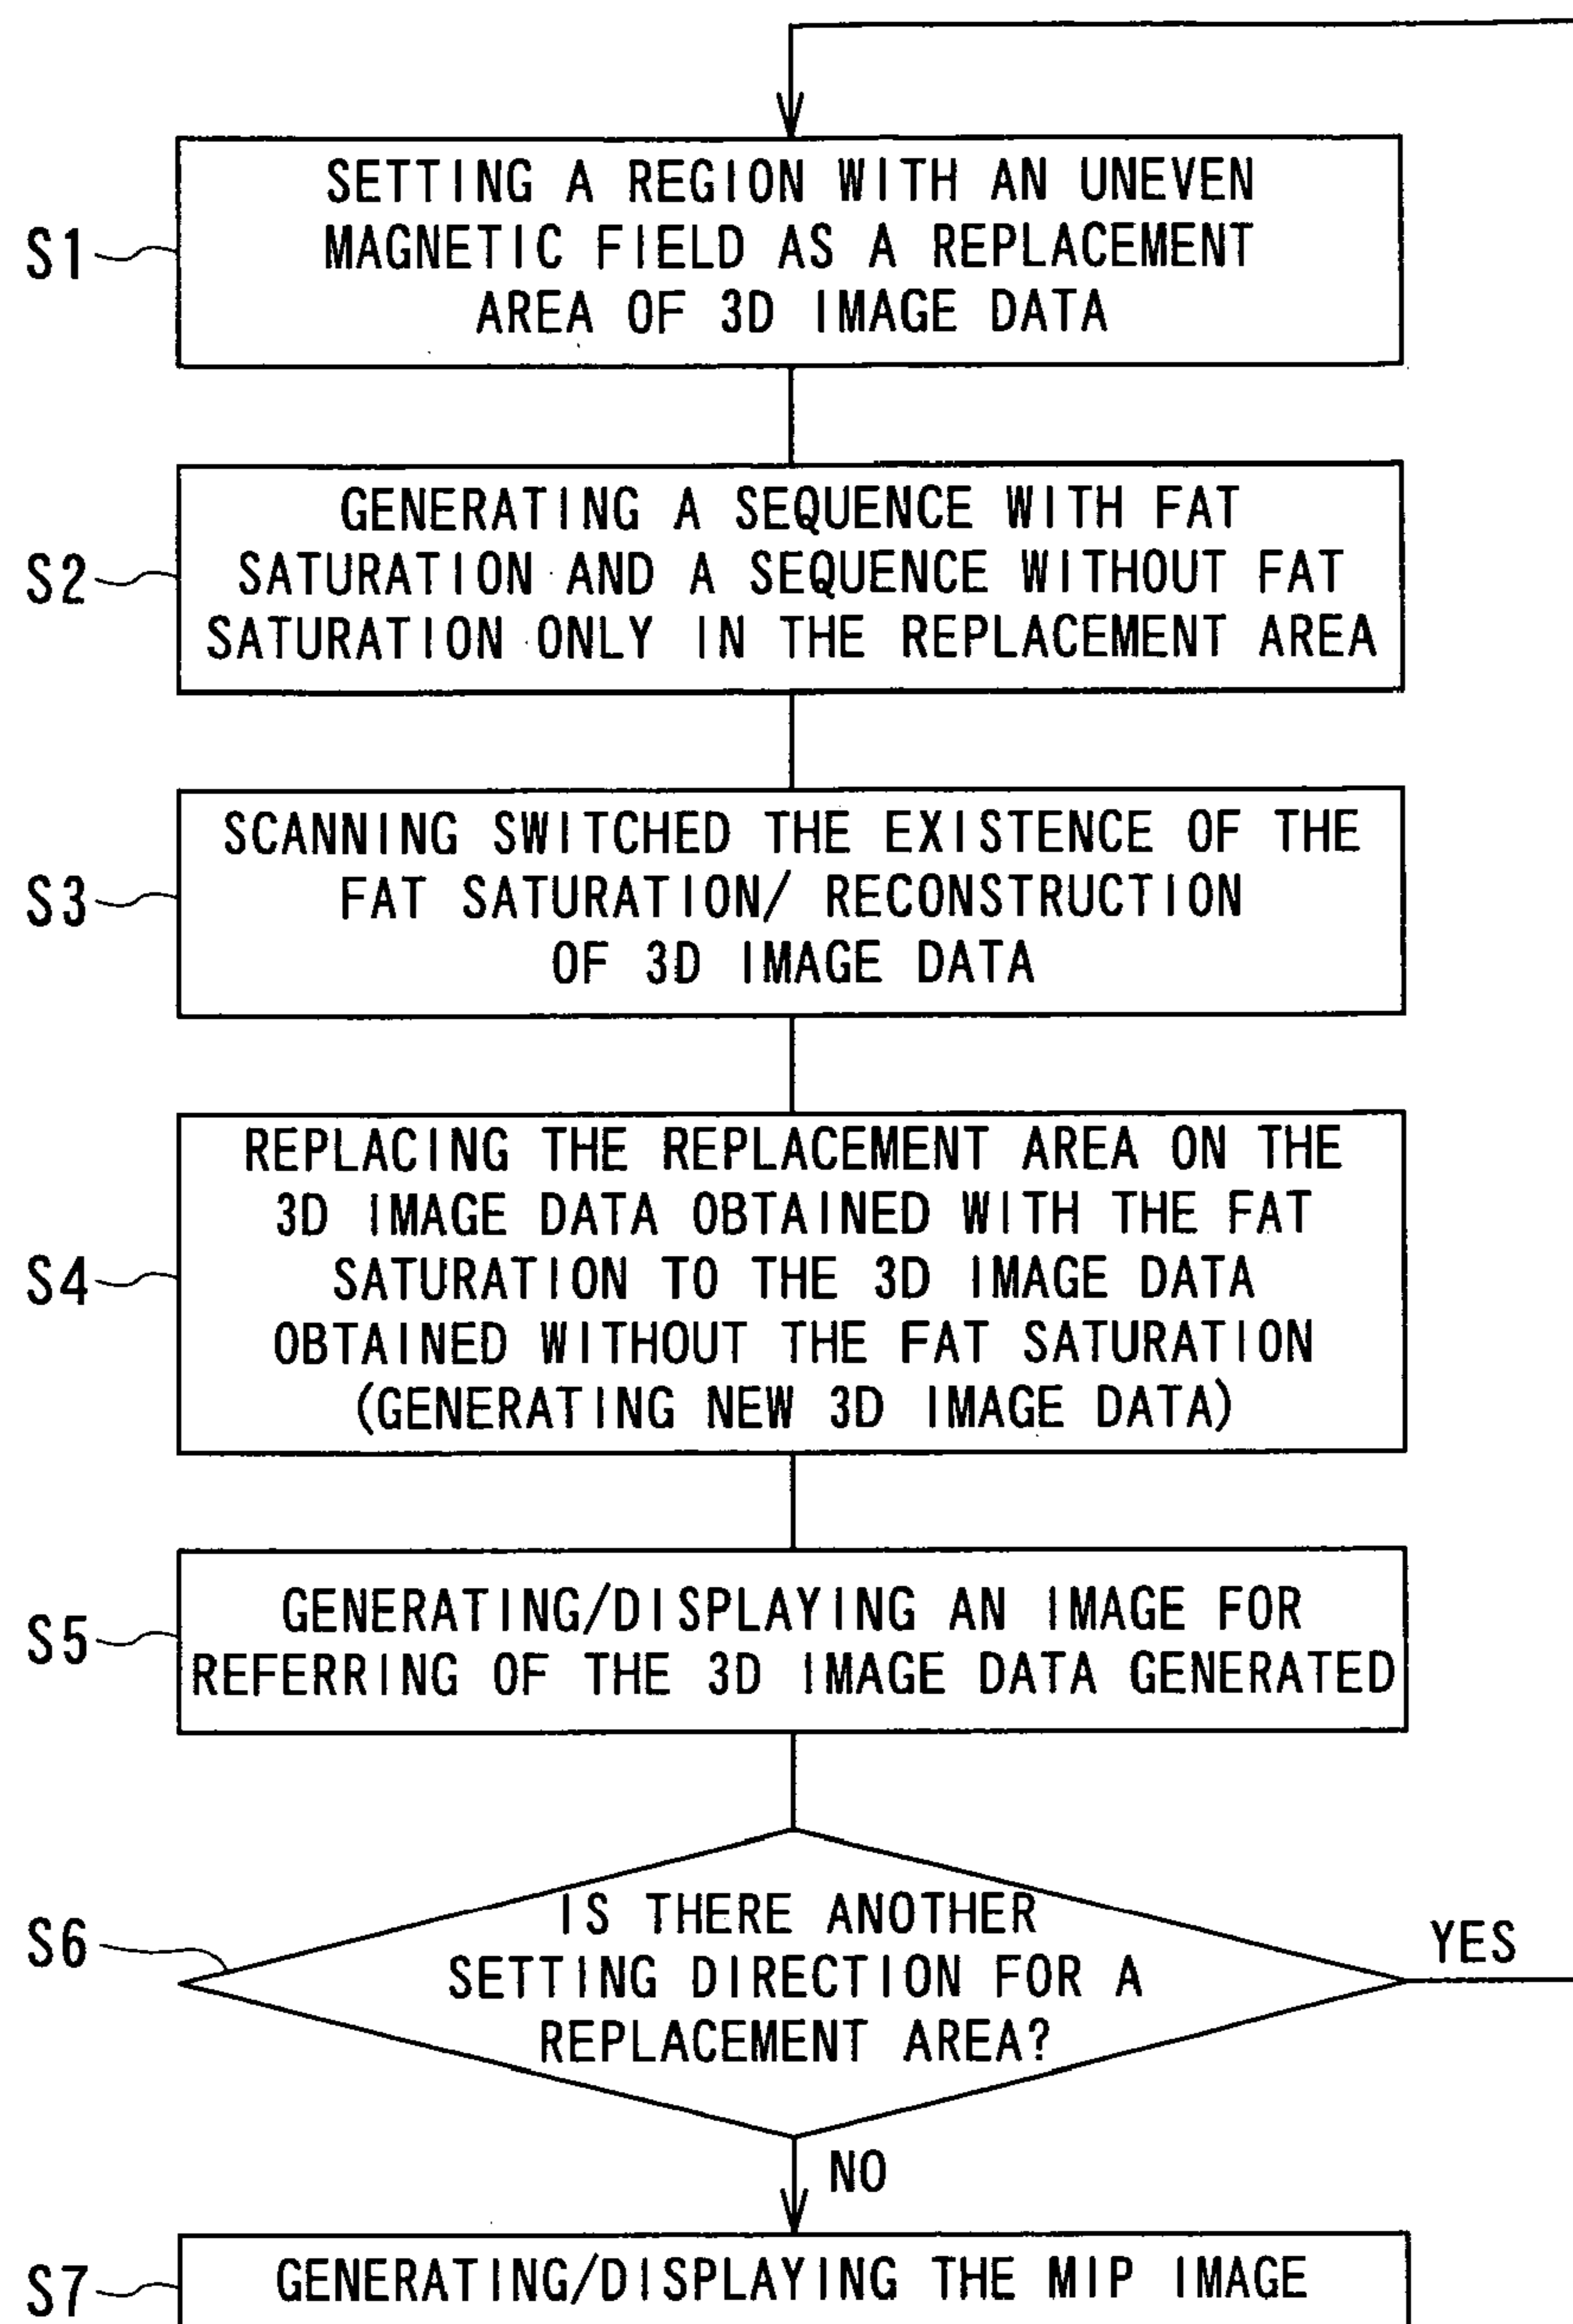 S1
SETTING A REGION WITH AN UNEVEN
MAGNETIC FIELD AS A REPLACEMENT
AREA OF 3D IMAGE DATA
S2
GENERATING A SEQUENCE WITH FAT
SATURATION AND A SEQUENCE WITHOUT FAT
SATURATION ONLY IN THE REPLACEMENT AREA
S3
SCANNING SWITCHED THE EXISTENCE OF THE
FAT SATURATION/ RECONSTRUCTION
OF 3D IMAGE DATA
S4
REPLACING THE REPLACEMENT AREA ON THE
3D IMAGE DATA OBTAINED WITH THE FAT
SATURATION TO THE 3D IMAGE DATA
OBTAINED WITHOUT THE FAT SATURATION
(GENERATING NEW 3D IMAGE DATA)
S5
GENERATING/DISPLAYING AN IMAGE FOR
REFERRING OF THE 3D IMAGE DATA GENERATED
S6
IS THERE ANOTHER
SETTING DIRECTION FOR A
REPLACEMENT AREA?
YES
NO
S7
GENERATING/DISPLAYING THE MIP IMAGE